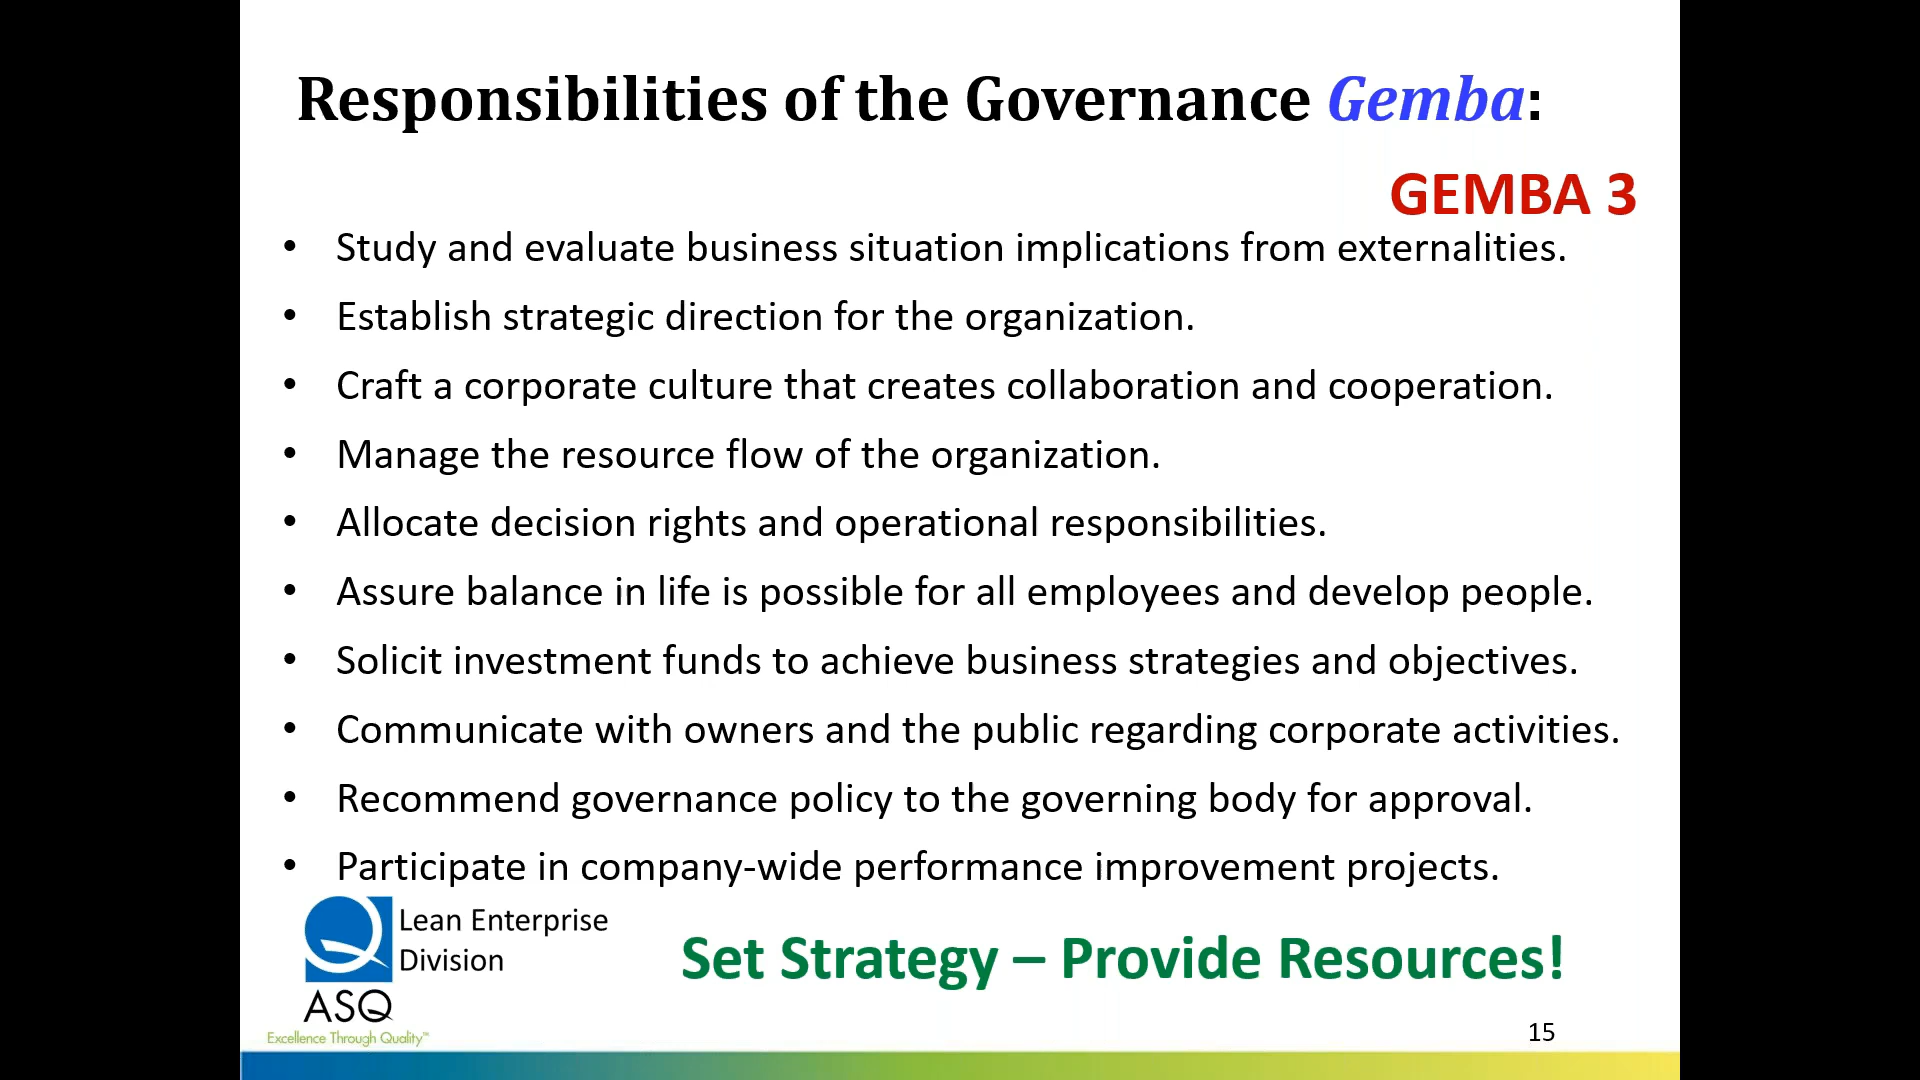 Responsibilities of the Governance Gemba:
GEMBA 3
• Study and evaluate business situation implications from externalities.
• Establish strategic direction for the organization.
• Craft a corporate culture that creates collaboration and cooperation.
• Manage the resource flow of the organization.
• Allocate decision rights and operational responsibilities.
• Assure balance in life is possible for all employees and develop people.
• Solicit investment funds to achieve business strategies and objectives.
• Communicate with owners and the public regarding corporate activities.
• Recommend governance policy to the governing body for approval.
• Participate in company-wide performance improvement projects.
Lean Enterprise
Division
ASQ
Excellence Through Quality™
Set Strategy – Provide Resources!
15